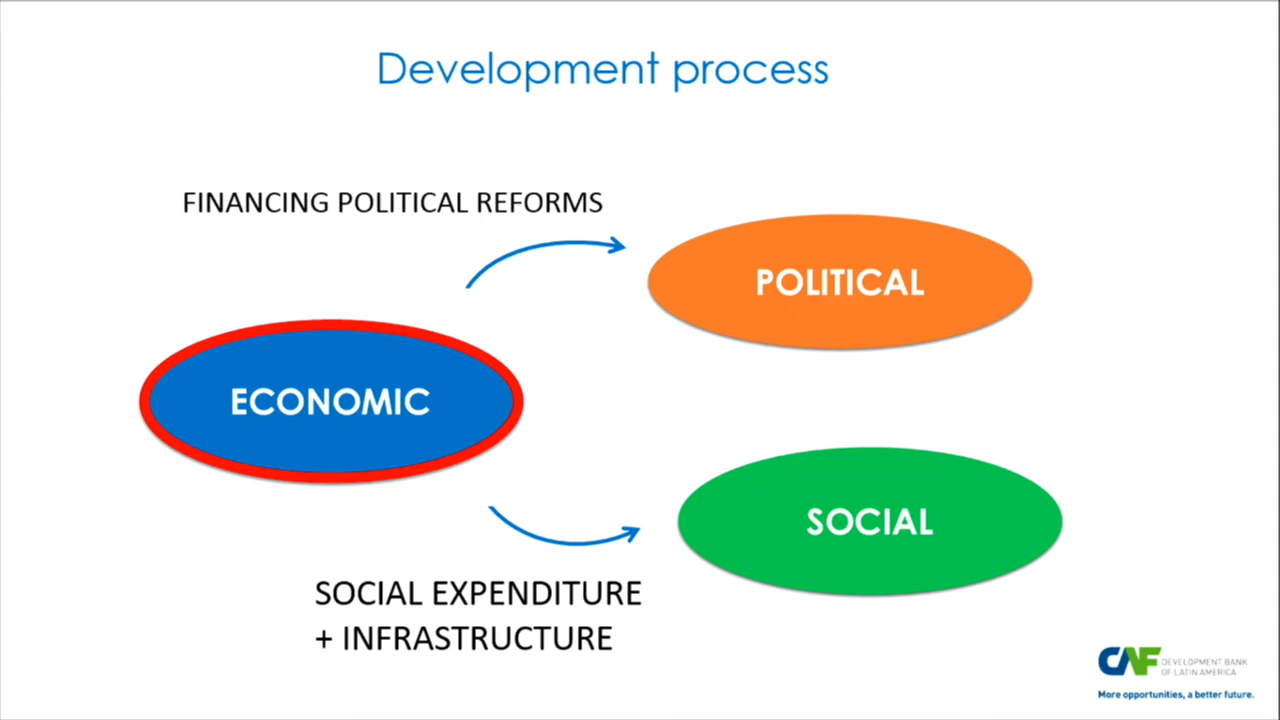 Development process
FINANCING POLITICAL REFORMS
POLITICAL
ECONOMIC
SOCIAL
SOCIAL EXPENDITURE
+ INFRASTRUCTURE
CAF
DEVELOPMENT BANK
OF LATIN AMERICA
More opportunities, a better future.